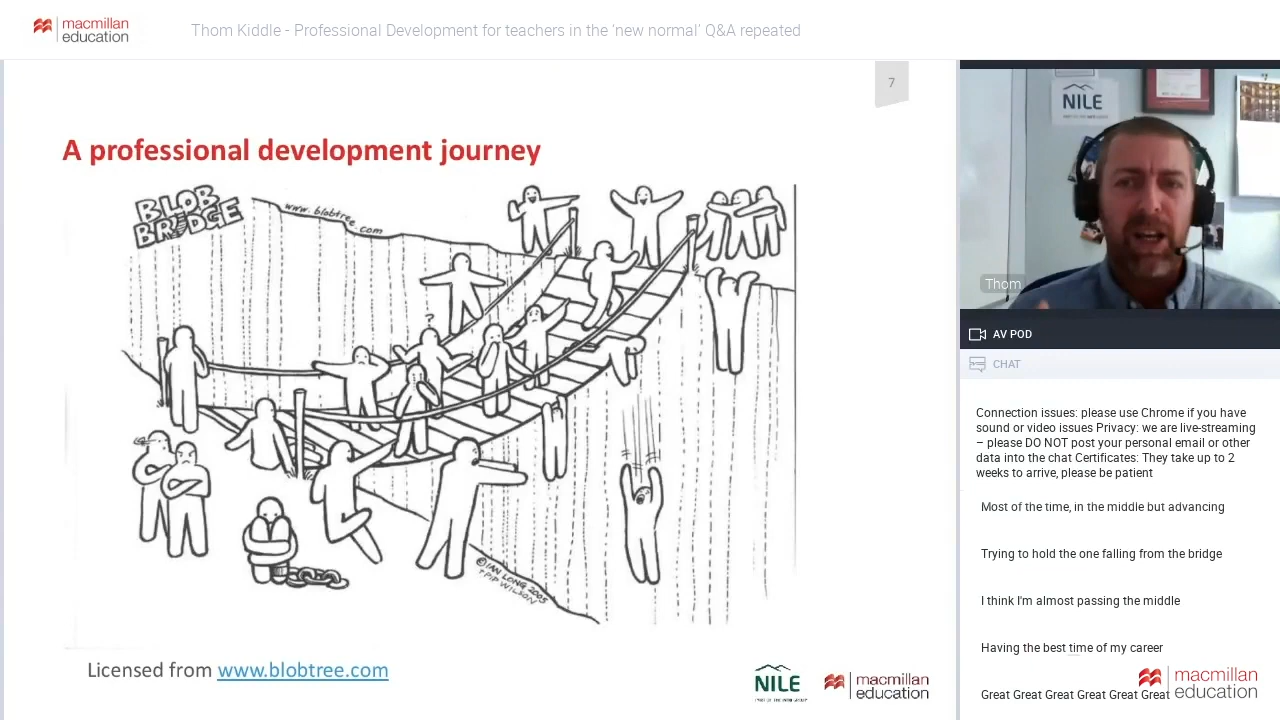 macmillan
education
Thom Kiddle - Professional Development for teachers in the 'new normal' Q&A repeated
7
A professional development journey
BLOB
BRIDGE
www.blobtree.com
?
©IAN LONG 2005
+ PIP WILSON
Licensed from www.blobtree.com
NILE
macmillan
education
NILE
Thom
AV POD
CHAT
Connection issues: please use Chrome if you have
sound or video issues Privacy: we are live-streaming
– please DO NOT post your personal email or other
data into the chat Certificates: They take up to 2
weeks to arrive, please be patient
Most of the time, in the middle but advancing
Trying to hold the one falling from the bridge
I think I'm almost passing the middle
Having the best time of my career
Great Great Great Great Great Great
macmillan
education